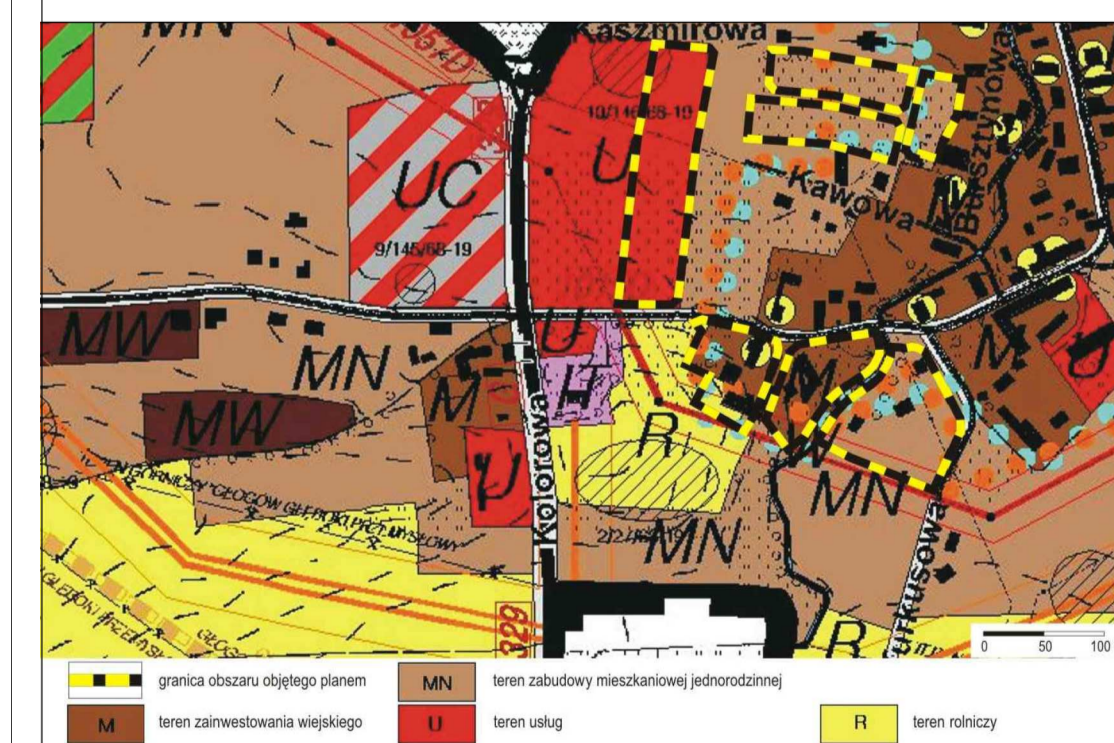 MN
Kaszmirowa
10/146/68-19
U
UC
9/145/68-19
Kawowa
Bursztynowa
MW
MN
U
M
U
MW
M
H
R
M
Kolorowa
U
MN
MN
R
329
0 50 100
granica obszaru objętego planem
MN teren zabudowy mieszkaniowej jednorodzinnej
M teren zainwestowania wiejskiego
U teren usług
R teren rolniczy